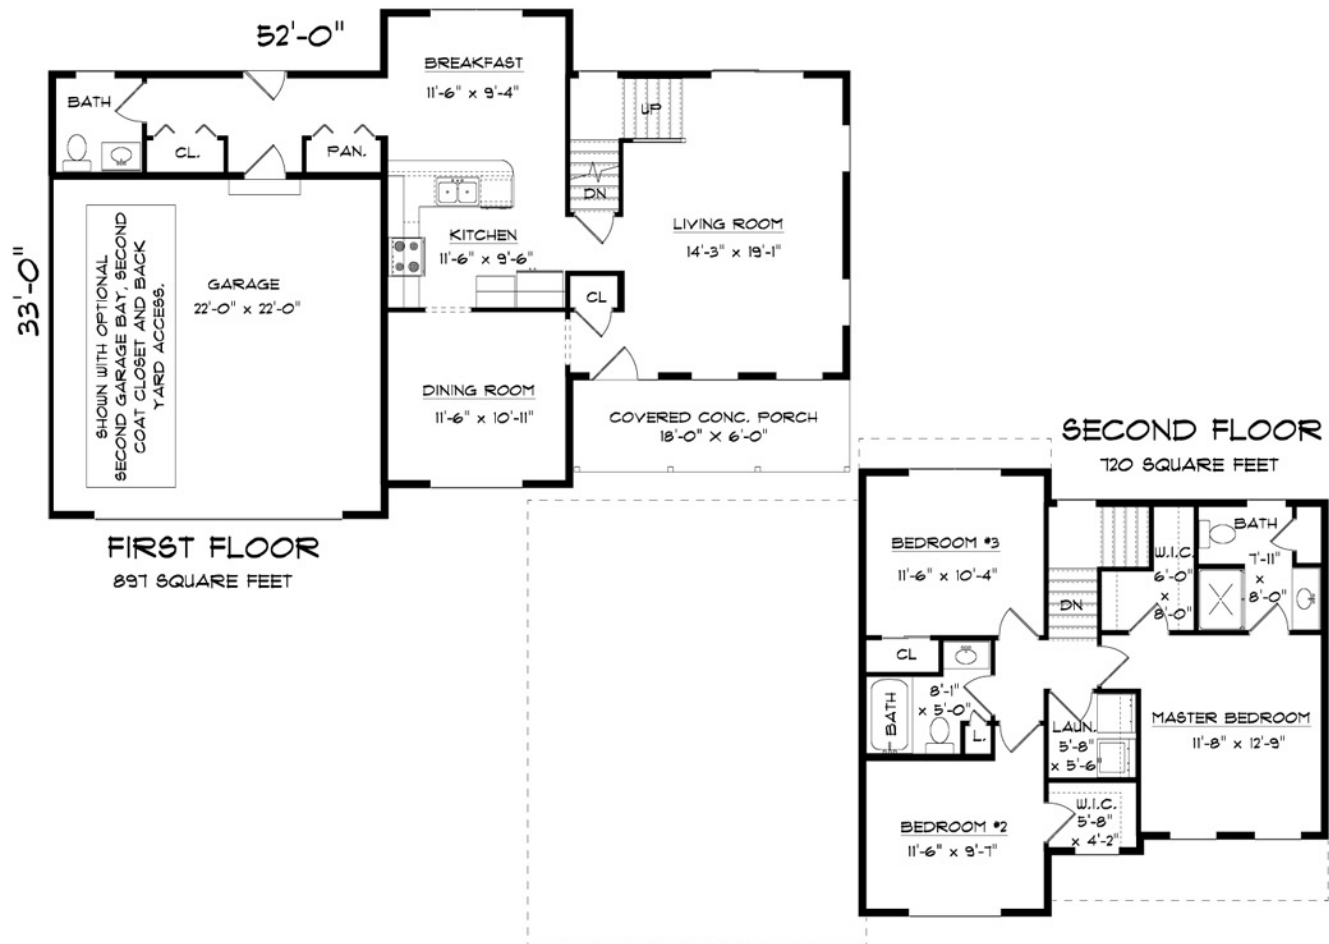 52'-0"
33'-0"
BREAKFAST
11'-6" x 9'-4"
BATH
CL.
PAN.
UP
DN
KITCHEN
11'-6" x 9'-6"
LIVING ROOM
14'-3" x 19'-1"
CL
GARAGE
22'-0" x 22'-0"
SHOWN WITH OPTIONAL
SECOND GARAGE BAY, SECOND
COAT CLOSET AND BACK
YARD ACCESS.
DINING ROOM
11'-6" x 10'-11"
COVERED CONC. PORCH
18'-0" X 6'-0"
FIRST FLOOR
897 SQUARE FEET
SECOND FLOOR
720 SQUARE FEET
BEDROOM #3
11'-6" x 10'-4"
DN
W.I.C.
6'-0"
x
8'-0"
BATH
7'-11"
x
8'-0"
CL
BATH
8'-1"
x 5'-0"
L.
LAUN.
5'-8"
x 5'-6"
MASTER BEDROOM
11'-8" x 12'-9"
W.I.C.
5'-8"
x 4'-2"
BEDROOM #2
11'-6" x 9'-7"